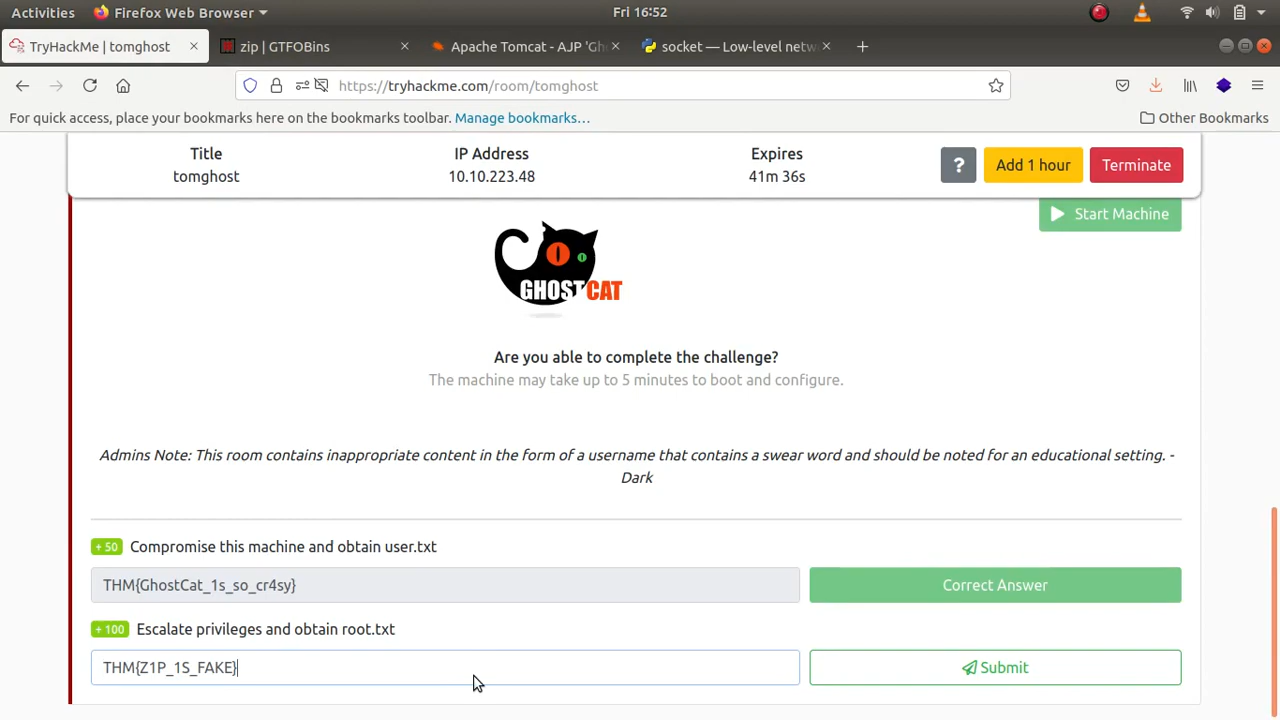 Activities Firefox Web Browser Fri 16:52
TryHackMe | tomghost × zip | GTFOBins × Apache Tomcat - AJP 'Gh × socket — Low-level netw × +
https://tryhackme.com/room/tomghost
For quick access, place your bookmarks here on the bookmarks toolbar. Manage bookmarks… Other Bookmarks
Title IP Address Expires
tomghost 10.10.223.48 41m 36s
? Add 1 hour Terminate
Start Machine
GHOSTCAT
Are you able to complete the challenge?
The machine may take up to 5 minutes to boot and configure.
Admins Note: This room contains inappropriate content in the form of a username that contains a swear word and should be noted for an educational setting. -
Dark
+ 50 Compromise this machine and obtain user.txt
THM{GhostCat_1s_so_cr4sy} Correct Answer
+ 100 Escalate privileges and obtain root.txt
THM{Z1P_1S_FAKE} Submit